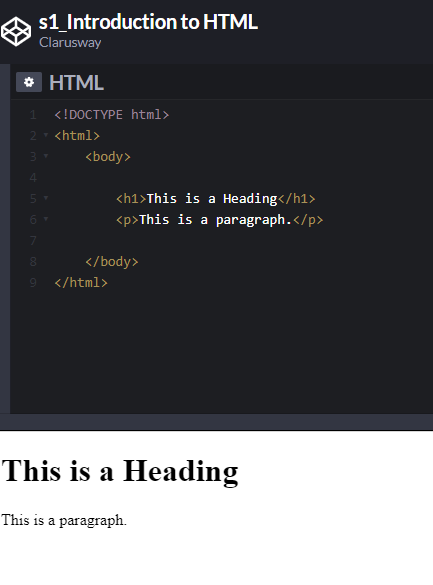 s1_Introduction to HTML
Clarusway
HTML
1 <!DOCTYPE html>
2 <html>
3 <body>
4
5 <h1>This is a Heading</h1>
6 <p>This is a paragraph.</p>
7
8 </body>
9 </html>
This is a Heading
This is a paragraph.